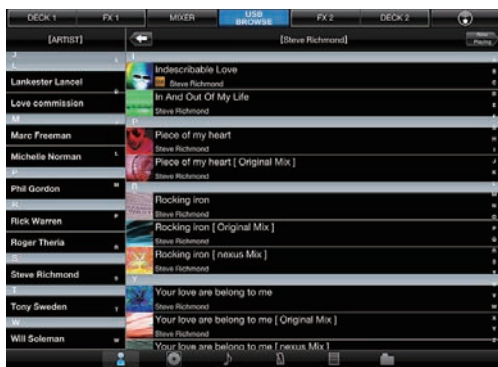 DECK 1
FX 1
MIXER
USB
BROWSE
FX 2
DECK 2
[ARTIST]
[Steve Richmond]
Now
Playing
J
L
Lankester Lancel
Love commission
M
Marc Freeman
Michelle Norman
P
Phil Gordon
R
Rick Warren
Roger Theria
S
Steve Richmond
T
Tony Sweden
W
Will Soleman
I
Indescribable Love
Steve Richmond
In And Out Of My Life
Steve Richmond
P
Piece of my heart
Steve Richmond
Piece of my heart [ Original Mix ]
Steve Richmond
R
Rocking iron
Steve Richmond
Rocking iron [ Original Mix ]
Steve Richmond
Rocking iron [ nexus Mix ]
Steve Richmond
Y
Your love are belong to me
Steve Richmond
Your love are belong to me [ Original Mix ]
Steve Richmond
Your love are belong to me [ nexus Mix ]